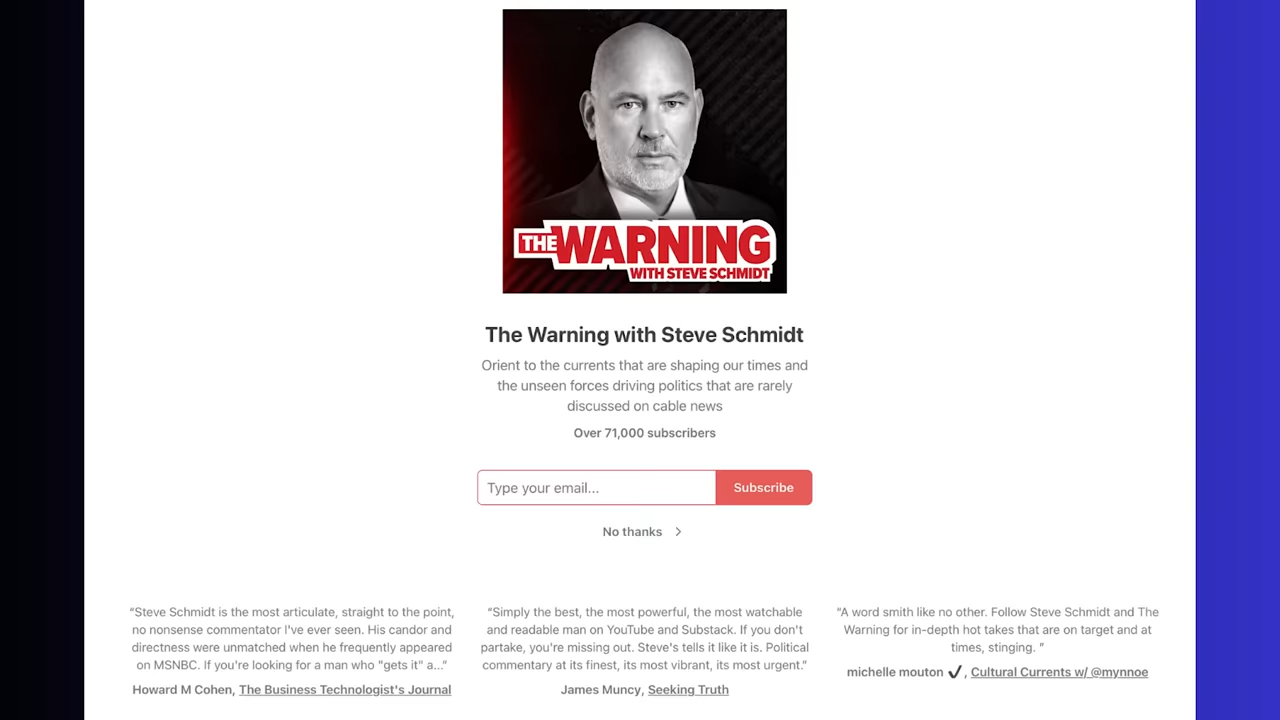 THE WARNING
WITH STEVE SCHMIDT
The Warning with Steve Schmidt
Orient to the currents that are shaping our times and
the unseen forces driving politics that are rarely
discussed on cable news
Over 71,000 subscribers
Type your email...
Subscribe
No thanks
“Steve Schmidt is the most articulate, straight to the point,
no nonsense commentator I've ever seen. His candor and
directness were unmatched when he frequently appeared
on MSNBC. If you're looking for a man who "gets it" a...”
Howard M Cohen, The Business Technologist's Journal
“Simply the best, the most powerful, the most watchable
and readable man on YouTube and Substack. If you don't
partake, you're missing out. Steve's tells it like it is. Political
commentary at its finest, its most vibrant, its most urgent.”
James Muncy, Seeking Truth
“A word smith like no other. Follow Steve Schmidt and The
Warning for in-depth hot takes that are on target and at
times, stinging. ”
michelle mouton ✔, Cultural Currents w/ @mynnoe